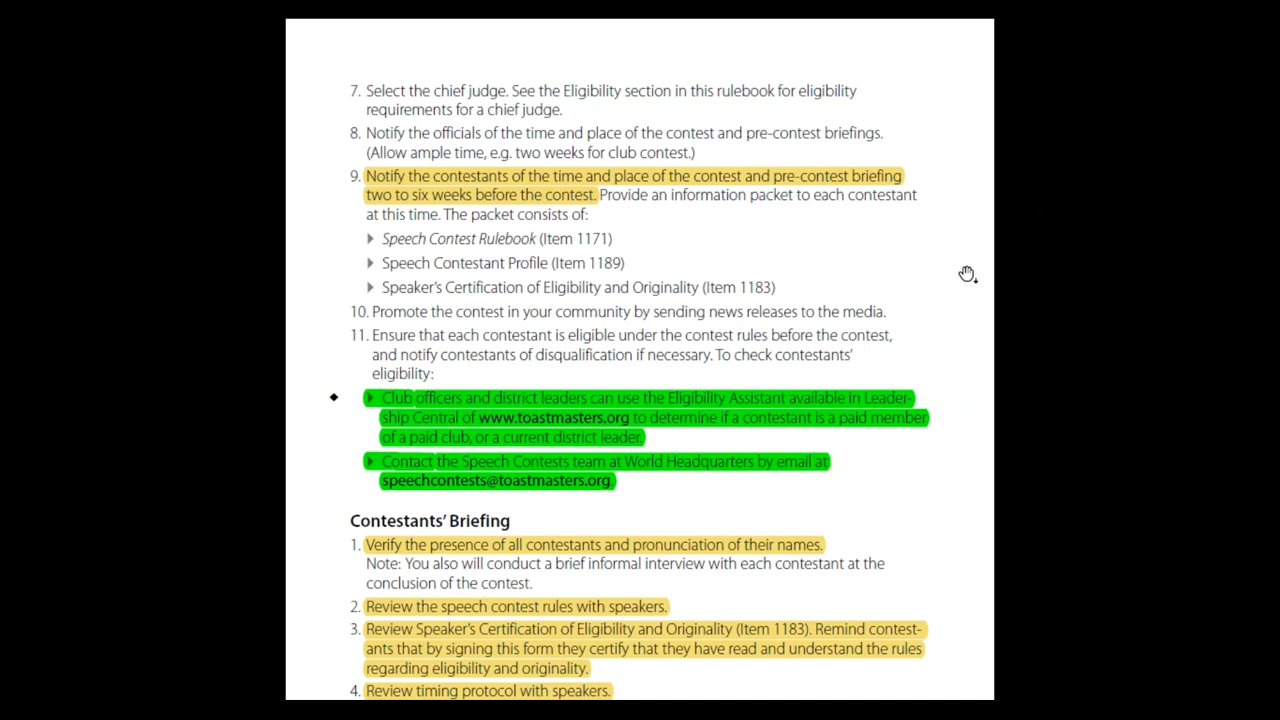 7. Select the chief judge. See the Eligibility section in this rulebook for eligibility
requirements for a chief judge.
8. Notify the officials of the time and place of the contest and pre-contest briefings.
(Allow ample time, e.g. two weeks for club contest.)
9. Notify the contestants of the time and place of the contest and pre-contest briefing
two to six weeks before the contest. Provide an information packet to each contestant
at this time. The packet consists of:
Speech Contest Rulebook (Item 1171)
Speech Contestant Profile (Item 1189)
Speaker's Certification of Eligibility and Originality (Item 1183)
10. Promote the contest in your community by sending news releases to the media.
11. Ensure that each contestant is eligible under the contest rules before the contest,
and notify contestants of disqualification if necessary. To check contestants'
eligibility:
Club officers and district leaders can use the Eligibility Assistant available in Leader-
ship Central of www.toastmasters.org to determine if a contestant is a paid member
of a paid club, or a current district leader.
Contact the Speech Contests team at World Headquarters by email at
speechcontests@toastmasters.org.
Contestants' Briefing
1. Verify the presence of all contestants and pronunciation of their names.
Note: You also will conduct a brief informal interview with each contestant at the
conclusion of the contest.
2. Review the speech contest rules with speakers.
3. Review Speaker's Certification of Eligibility and Originality (Item 1183). Remind contest-
ants that by signing this form they certify that they have read and understand the rules
regarding eligibility and originality.
4. Review timing protocol with speakers.